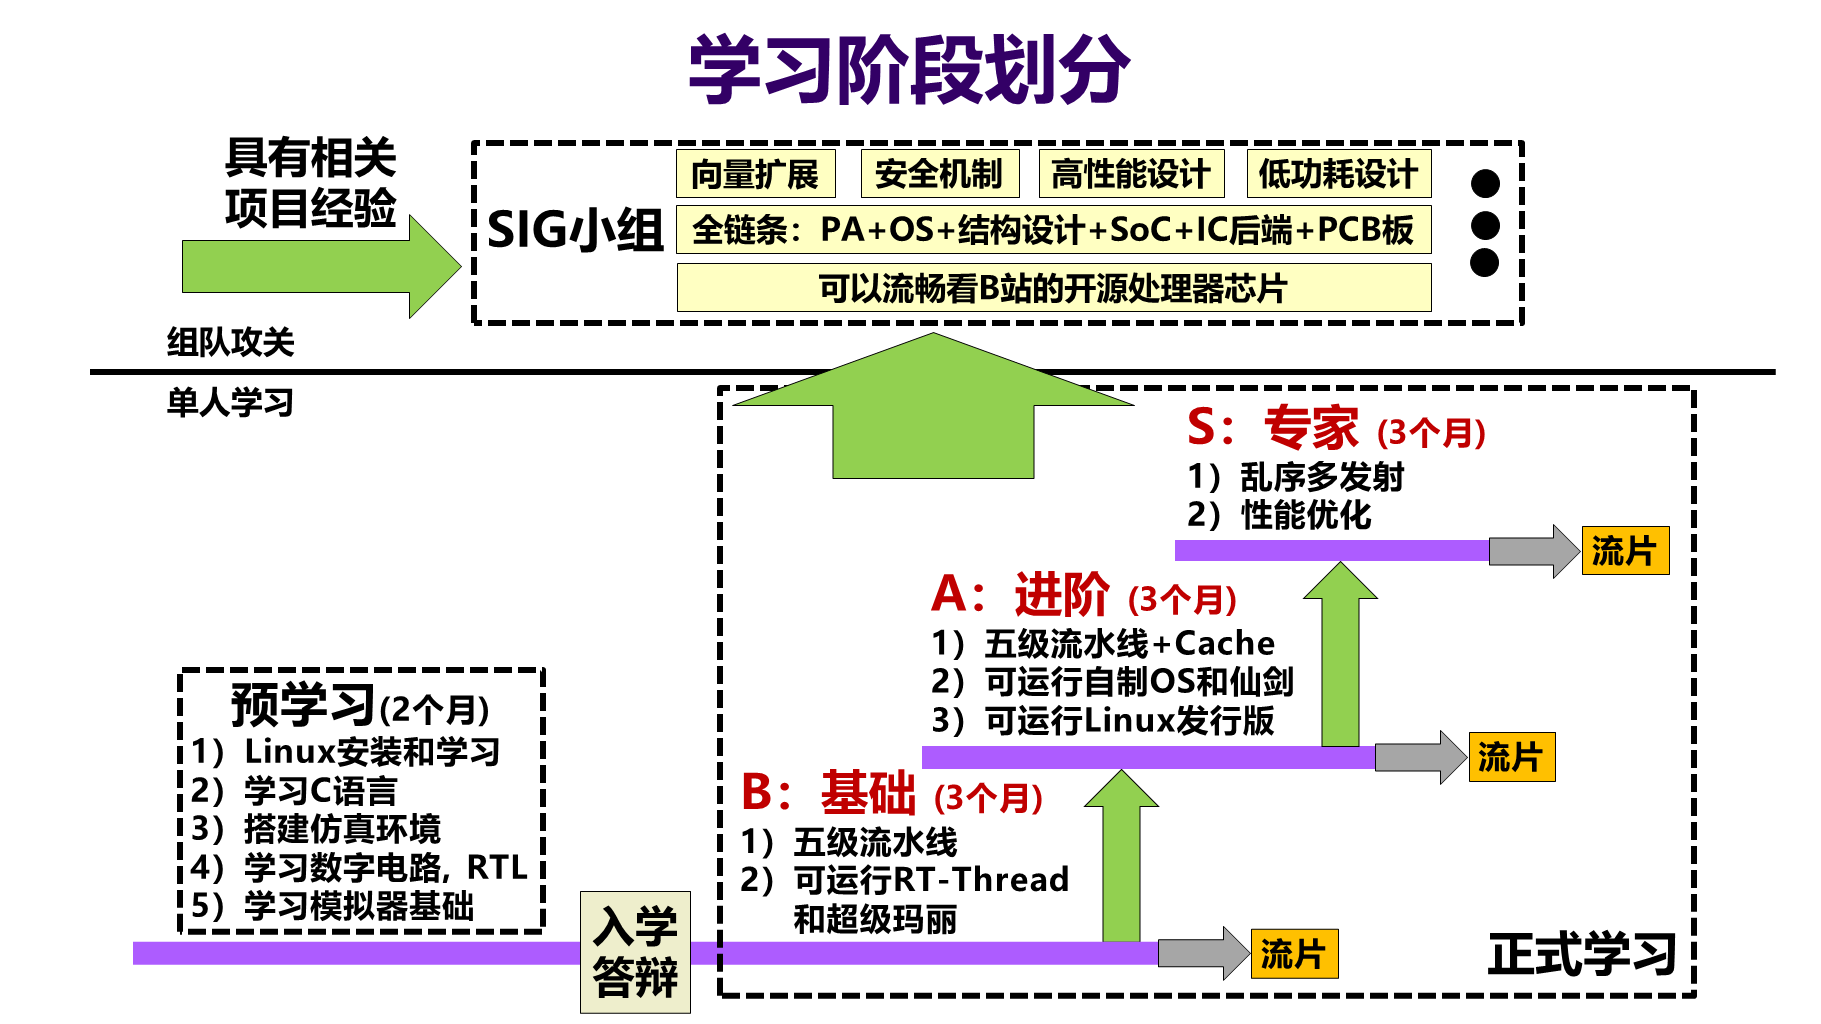 学习阶段划分
具有相关
项目经验
SIG小组
向量扩展
安全机制
高性能设计
低功耗设计
全链条：PA+OS+结构设计+SoC+IC后端+PCB板
可以流畅看B站的开源处理器芯片
组队攻关
单人学习
S：专家 (3个月)
1）乱序多发射
2）性能优化
流片
A：进阶 (3个月)
1）五级流水线+Cache
2）可运行自制OS和仙剑
3）可运行Linux发行版
流片
预学习(2个月)
1）Linux安装和学习
2）学习C语言
3）搭建仿真环境
4）学习数字电路, RTL
5）学习模拟器基础
入学
答辩
B：基础 (3个月)
1）五级流水线
2）可运行RT-Thread
和超级玛丽
流片
正式学习